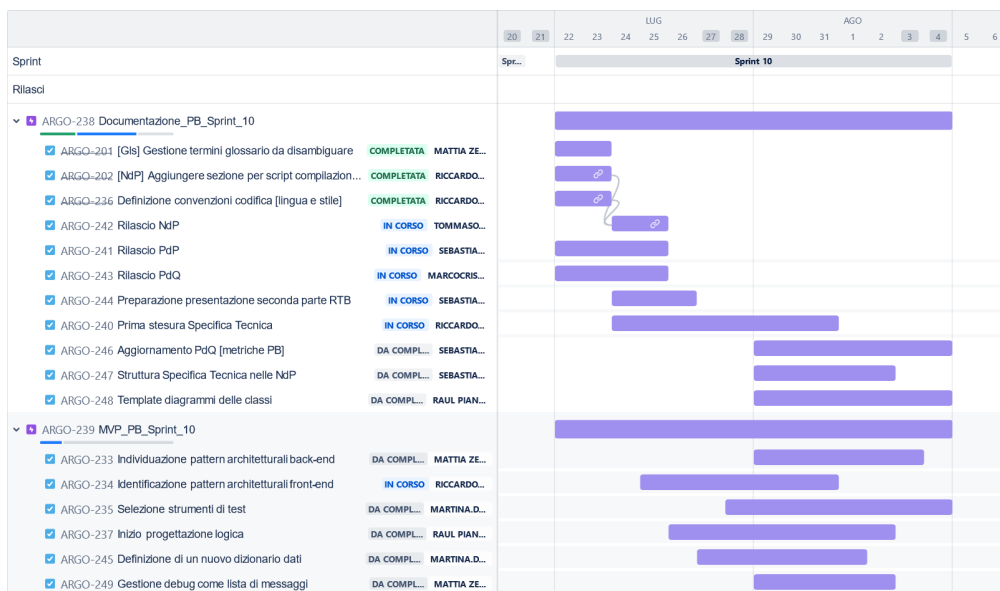 LUG AGO
20 21 22 23 24 25 26 27 28 29 30 31 1 2 3 4 5 6
Sprint Spr... Sprint 10
Rilasci
ARGO-238 Documentazione_PB_Sprint_10
ARGO-201 [Gls] Gestione termini glossario da disambiguare COMPLETATA MATTIA ZE...
ARGO-202 [NdP] Aggiungere sezione per script compilazion... COMPLETATA RICCARDO...
ARGO-236 Definizione convenzioni codifica [lingua e stile] COMPLETATA RICCARDO...
ARGO-242 Rilascio NdP IN CORSO TOMMASO...
ARGO-241 Rilascio PdP IN CORSO SEBASTIA...
ARGO-243 Rilascio PdQ IN CORSO MARCOCRIS...
ARGO-244 Preparazione presentazione seconda parte RTB IN CORSO SEBASTIA...
ARGO-240 Prima stesura Specifica Tecnica IN CORSO RICCARDO...
ARGO-246 Aggiornamento PdQ [metriche PB] DA COMPL... SEBASTIA...
ARGO-247 Struttura Specifica Tecnica nelle NdP DA COMPL... SEBASTIA...
ARGO-248 Template diagrammi delle classi DA COMPL... RAUL PIAN...
ARGO-239 MVP_PB_Sprint_10
ARGO-233 Individuazione pattern architetturali back-end DA COMPL... MATTIA ZE...
ARGO-234 Identificazione pattern architetturali front-end IN CORSO RICCARDO...
ARGO-235 Selezione strumenti di test DA COMPL... MARTINA.D...
ARGO-237 Inizio progettazione logica DA COMPL... RAUL PIAN...
ARGO-245 Definizione di un nuovo dizionario dati DA COMPL... MARTINA.D...
ARGO-249 Gestione debug come lista di messaggi DA COMPL... MATTIA ZE...